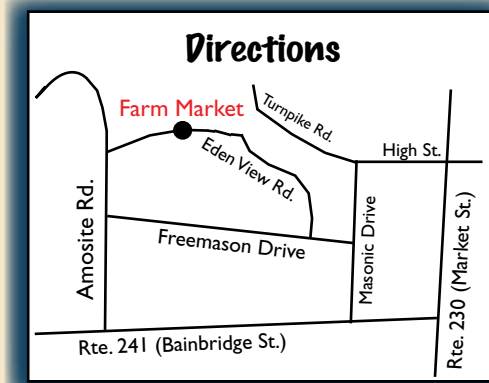 Directions
Farm Market
Turnpike Rd.
High St.
Eden View Rd.
Amosite Rd.
Freemason Drive
Masonic Drive
Rte. 230 (Market St.)
Rte. 241 (Bainbridge St.)